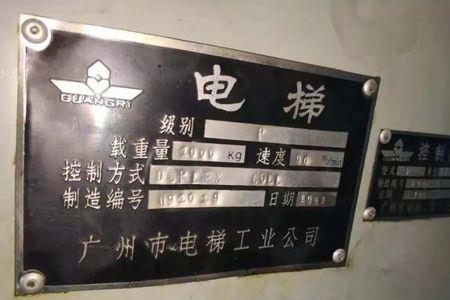 GUANGRI
电梯
级别 P
载重量 1000 kg 速度 90 m/min
控制方式 DUPLEX COLL
制造编号 日期
广州市电梯工业公司
GUANGRI
控制